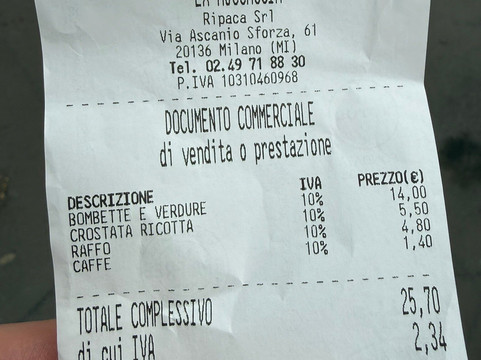 Ripaca Srl
Via Ascanio Sforza, 61
20136 Milano (MI)
Tel. 02.49 71 88 30
P.IVA 10310460968
DOCUMENTO COMMERCIALE
di vendita o prestazione
DESCRIZIONE IVA PREZZO(€)
BOMBETTE E VERDURE 10% 14,00
CROSTATA RICOTTA 10% 5,50
RAFFO 10% 4,80
CAFFE 10% 1,40
TOTALE COMPLESSIVO 25,70
di cui IVA 2,34